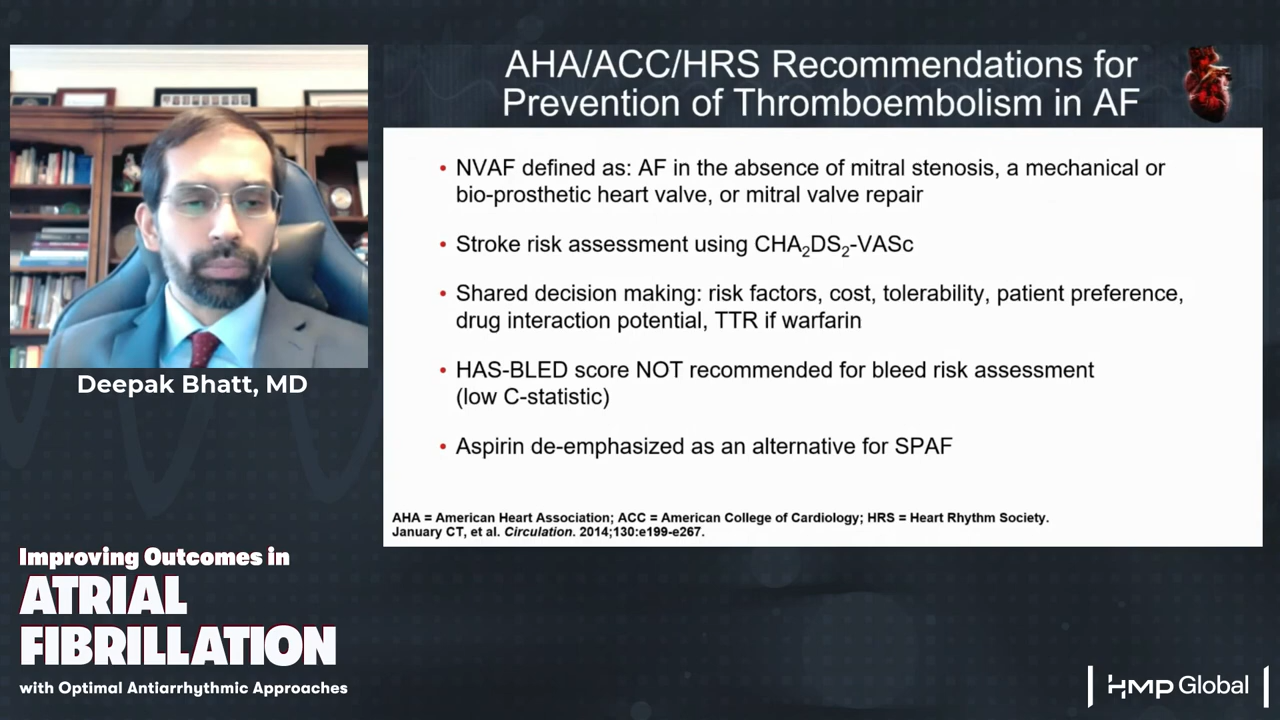 AHA/ACC/HRS Recommendations for
Prevention of Thromboembolism in AF
• NVAF defined as: AF in the absence of mitral stenosis, a mechanical or
bio-prosthetic heart valve, or mitral valve repair
• Stroke risk assessment using CHA₂DS₂-VASc
• Shared decision making: risk factors, cost, tolerability, patient preference,
drug interaction potential, TTR if warfarin
• HAS-BLED score NOT recommended for bleed risk assessment
(low C-statistic)
• Aspirin de-emphasized as an alternative for SPAF
AHA = American Heart Association; ACC = American College of Cardiology; HRS = Heart Rhythm Society.
January CT, et al. Circulation. 2014;130:e199-e267.
Deepak Bhatt, MD
Improving Outcomes in
ATRIAL
FIBRILLATION
with Optimal Antiarrhythmic Approaches
HMP Global